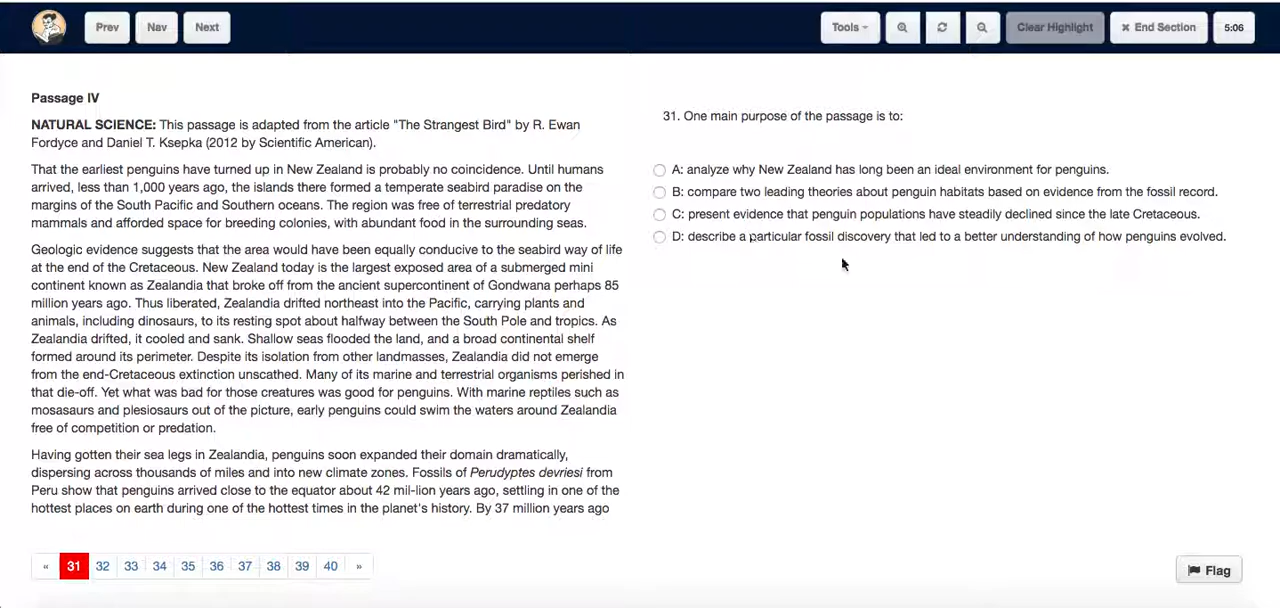 Prev Nav Next Tools Clear Highlight × End Section 5:06
Passage IV
NATURAL SCIENCE: This passage is adapted from the article "The Strangest Bird" by R. Ewan
Fordyce and Daniel T. Ksepka (2012 by Scientific American).
That the earliest penguins have turned up in New Zealand is probably no coincidence. Until humans
arrived, less than 1,000 years ago, the islands there formed a temperate seabird paradise on the
margins of the South Pacific and Southern oceans. The region was free of terrestrial predatory
mammals and afforded space for breeding colonies, with abundant food in the surrounding seas.
Geologic evidence suggests that the area would have been equally conducive to the seabird way of life
at the end of the Cretaceous. New Zealand today is the largest exposed area of a submerged mini
continent known as Zealandia that broke off from the ancient supercontinent of Gondwana perhaps 85
million years ago. Thus liberated, Zealandia drifted northeast into the Pacific, carrying plants and
animals, including dinosaurs, to its resting spot about halfway between the South Pole and tropics. As
Zealandia drifted, it cooled and sank. Shallow seas flooded the land, and a broad continental shelf
formed around its perimeter. Despite its isolation from other landmasses, Zealandia did not emerge
from the end-Cretaceous extinction unscathed. Many of its marine and terrestrial organisms perished in
that die-off. Yet what was bad for those creatures was good for penguins. With marine reptiles such as
mosasaurs and plesiosaurs out of the picture, early penguins could swim the waters around Zealandia
free of competition or predation.
Having gotten their sea legs in Zealandia, penguins soon expanded their domain dramatically,
dispersing across thousands of miles and into new climate zones. Fossils of Perudyptes devriesi from
Peru show that penguins arrived close to the equator about 42 mil-lion years ago, settling in one of the
hottest places on earth during one of the hottest times in the planet's history. By 37 million years ago
31. One main purpose of the passage is to:
A: analyze why New Zealand has long been an ideal environment for penguins.
B: compare two leading theories about penguin habitats based on evidence from the fossil record.
C: present evidence that penguin populations have steadily declined since the late Cretaceous.
D: describe a particular fossil discovery that led to a better understanding of how penguins evolved.
« 31 32 33 34 35 36 37 38 39 40 »
Flag